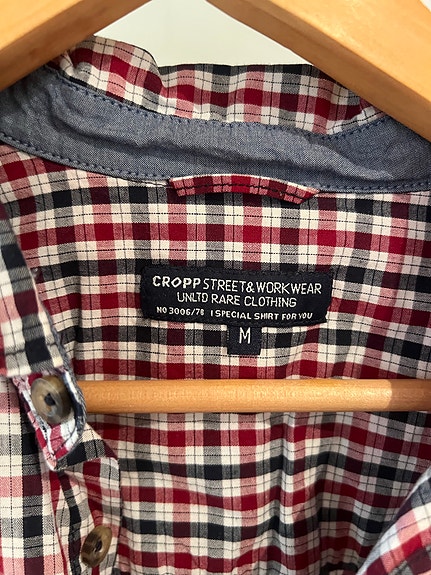 CROPP STREET & WORKWEAR
UNLTD RARE CLOTHING
NO 3006/78 I SPECIAL SHIRT FOR YOU
M